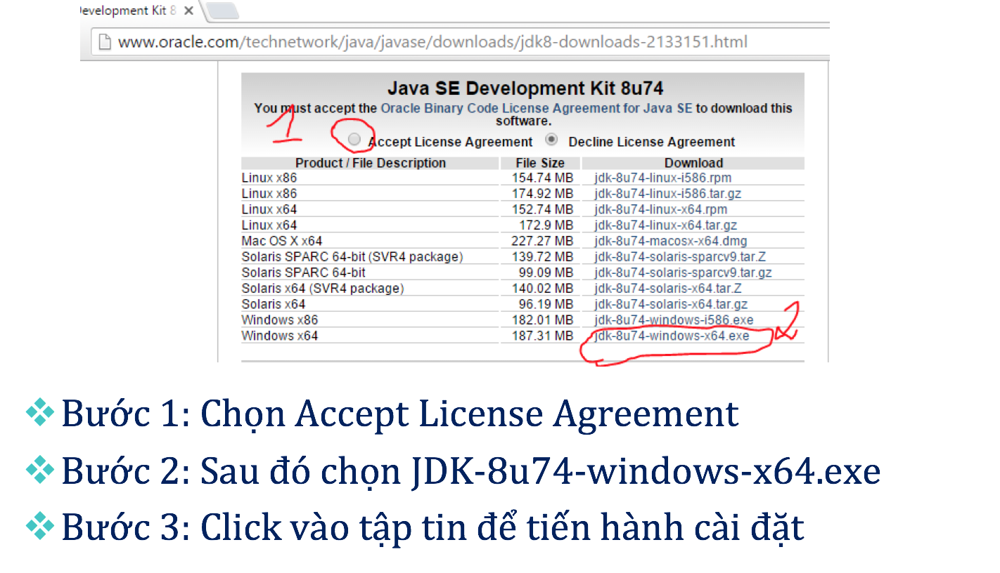 evelopment Kit 8
www.oracle.com/technetwork/java/javase/downloads/jdk8-downloads-2133151.html
Java SE Development Kit 8u74
You must accept the Oracle Binary Code License Agreement for Java SE to download this
software.
1
Accept License Agreement Decline License Agreement
Product / File Description File Size Download
Linux x86 154.74 MB jdk-8u74-linux-i586.rpm
Linux x86 174.92 MB jdk-8u74-linux-i586.tar.gz
Linux x64 152.74 MB jdk-8u74-linux-x64.rpm
Linux x64 172.9 MB jdk-8u74-linux-x64.tar.gz
Mac OS X x64 227.27 MB jdk-8u74-macosx-x64.dmg
Solaris SPARC 64-bit (SVR4 package) 139.72 MB jdk-8u74-solaris-sparcv9.tar.Z
Solaris SPARC 64-bit 99.09 MB jdk-8u74-solaris-sparcv9.tar.gz
Solaris x64 (SVR4 package) 140.02 MB jdk-8u74-solaris-x64.tar.Z
Solaris x64 96.19 MB jdk-8u74-solaris-x64.tar.gz
Windows x86 182.01 MB jdk-8u74-windows-i586.exe
Windows x64 187.31 MB jdk-8u74-windows-x64.exe
2
Bước 1: Chọn Accept License Agreement
Bước 2: Sau đó chọn JDK-8u74-windows-x64.exe
Bước 3: Click vào tập tin để tiến hành cài đặt